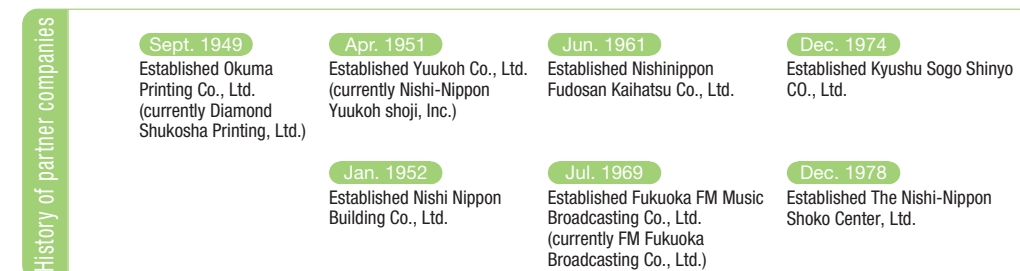 History of partner companies
Sept. 1949
Established Okuma
Printing Co., Ltd.
(currently Diamond
Shukosha Printing, Ltd.)
Apr. 1951
Established Yuukoh Co., Ltd.
(currently Nishi-Nippon
Yuukoh shoji, Inc.)
Jan. 1952
Established Nishi Nippon
Building Co., Ltd.
Jun. 1961
Established Nishinippon
Fudosan Kaihatsu Co., Ltd.
Jul. 1969
Established Fukuoka FM Music
Broadcasting Co., Ltd.
(currently FM Fukuoka
Broadcasting Co., Ltd.)
Dec. 1974
Established Kyushu Sogo Shinyo
CO., Ltd.
Dec. 1978
Established The Nishi-Nippon
Shoko Center, Ltd.